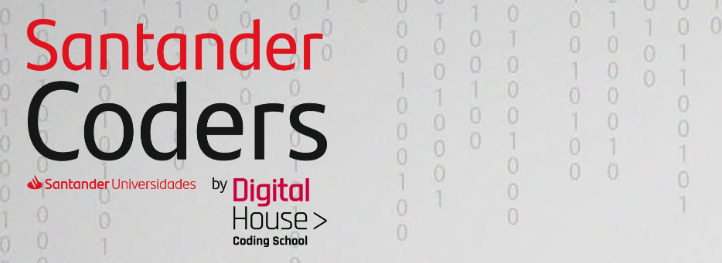 Santander
Coders
Santander Universidades by Digital
House >
Coding School